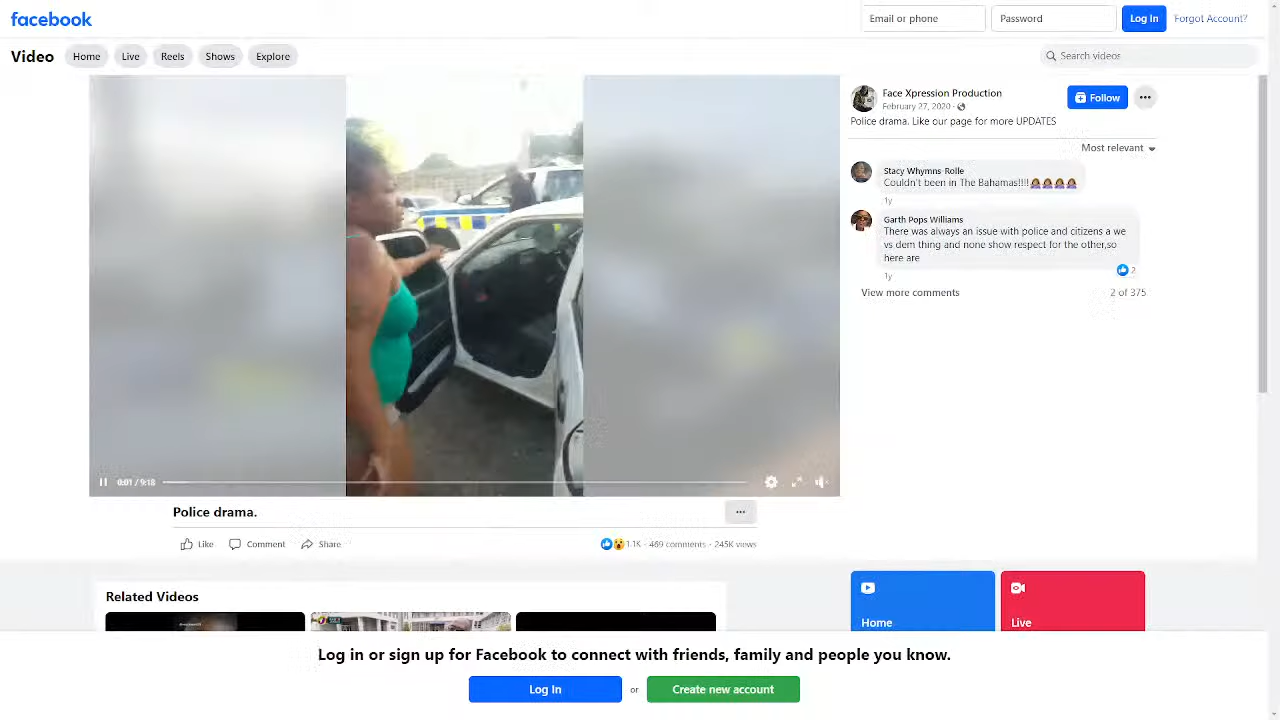 facebook
Email or phone
Password
Log In
Forgot Account?
Video
Home
Live
Reels
Shows
Explore
Search videos
Face Xpression Production
February 27, 2020 ·
Follow
Police drama. Like our page for more UPDATES
Most relevant
Stacy Whymns-Rolle
Couldn't been in The Bahamas!!!!🤦🏽‍♀️🤦🏽‍♀️🤦🏽‍♀️🤦🏽‍♀️
1y
Garth Pops Williams
There was always an issue with police and citizens a we
vs dem thing and none show respect for the other,so
here are
2
1y
View more comments
2 of 375
0:01 / 9:18
Police drama.
Like
Comment
Share
1.1K · 469 comments · 245K views
Related Videos
Home
Live
Log in or sign up for Facebook to connect with friends, family and people you know.
Log In
or
Create new account